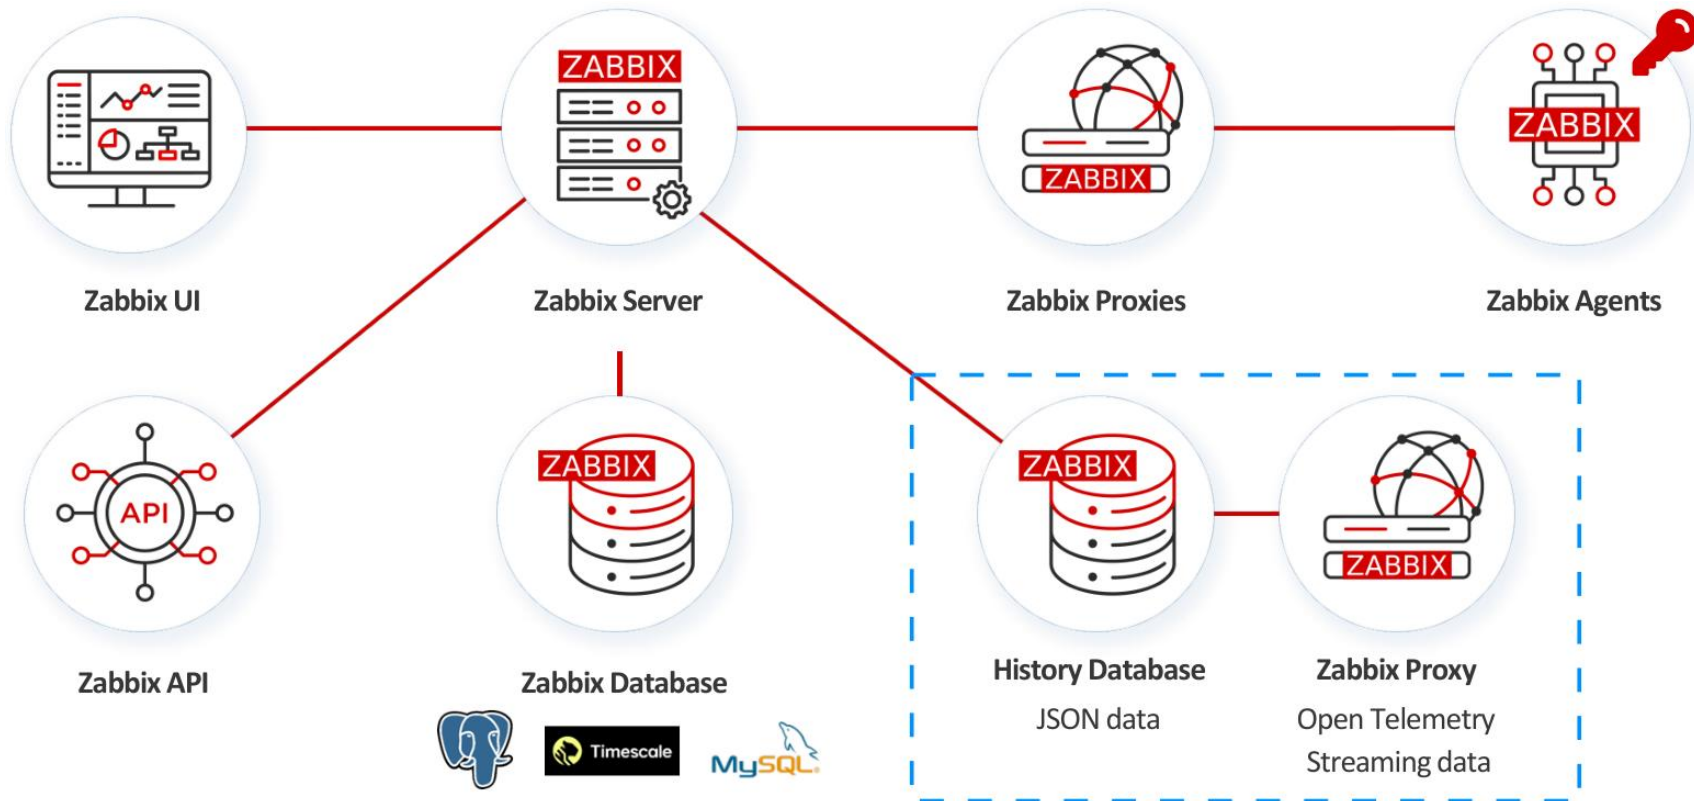 ZABBIX
ZABBIX
ZABBIX
Zabbix UI
Zabbix Server
Zabbix Proxies
Zabbix Agents
API
ZABBIX
ZABBIX
ZABBIX
Zabbix API
Zabbix Database
History Database
Zabbix Proxy
JSON data
Open Telemetry
Streaming data
Timescale
MySQL